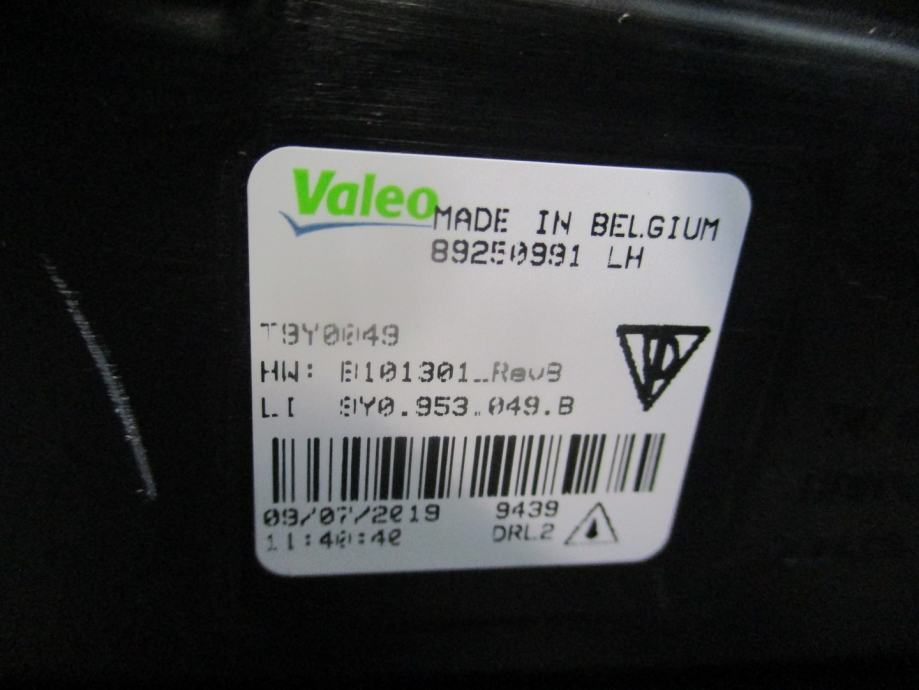 Valeo
MADE IN BELGIUM
89250991 LH
T9Y0049
HW: B101301_RevB
LI 9Y0.953.049.B
09/07/2019 9439
11:40:40 DRL2